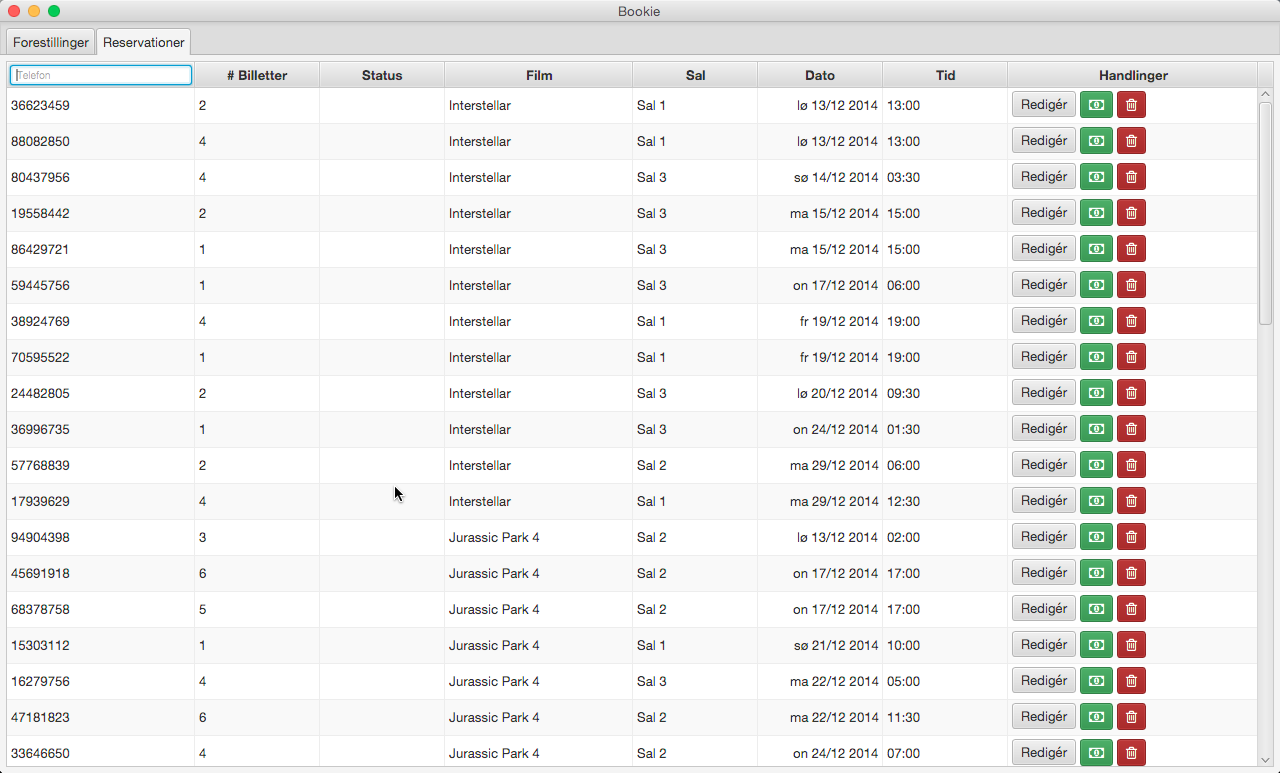 Bookie
Forestillinger Reservationer
Telefon # Billetter Status Film Sal Dato Tid Handlinger
36623459 2 Interstellar Sal 1 lø 13/12 2014 13:00 Redigér
88082850 4 Interstellar Sal 1 lø 13/12 2014 13:00 Redigér
80437956 4 Interstellar Sal 3 sø 14/12 2014 03:30 Redigér
19558442 2 Interstellar Sal 3 ma 15/12 2014 15:00 Redigér
86429721 1 Interstellar Sal 3 ma 15/12 2014 15:00 Redigér
59445756 1 Interstellar Sal 3 on 17/12 2014 06:00 Redigér
38924769 4 Interstellar Sal 1 fr 19/12 2014 19:00 Redigér
70595522 1 Interstellar Sal 1 fr 19/12 2014 19:00 Redigér
24482805 2 Interstellar Sal 3 lø 20/12 2014 09:30 Redigér
36996735 1 Interstellar Sal 3 on 24/12 2014 01:30 Redigér
57768839 2 Interstellar Sal 2 ma 29/12 2014 06:00 Redigér
17939629 4 Interstellar Sal 1 ma 29/12 2014 12:30 Redigér
94904398 3 Jurassic Park 4 Sal 2 lø 13/12 2014 02:00 Redigér
45691918 6 Jurassic Park 4 Sal 2 on 17/12 2014 17:00 Redigér
68378758 5 Jurassic Park 4 Sal 2 on 17/12 2014 17:00 Redigér
15303112 1 Jurassic Park 4 Sal 1 sø 21/12 2014 10:00 Redigér
16279756 4 Jurassic Park 4 Sal 3 ma 22/12 2014 05:00 Redigér
47181823 6 Jurassic Park 4 Sal 2 ma 22/12 2014 11:30 Redigér
33646650 4 Jurassic Park 4 Sal 2 on 24/12 2014 07:00 Redigér